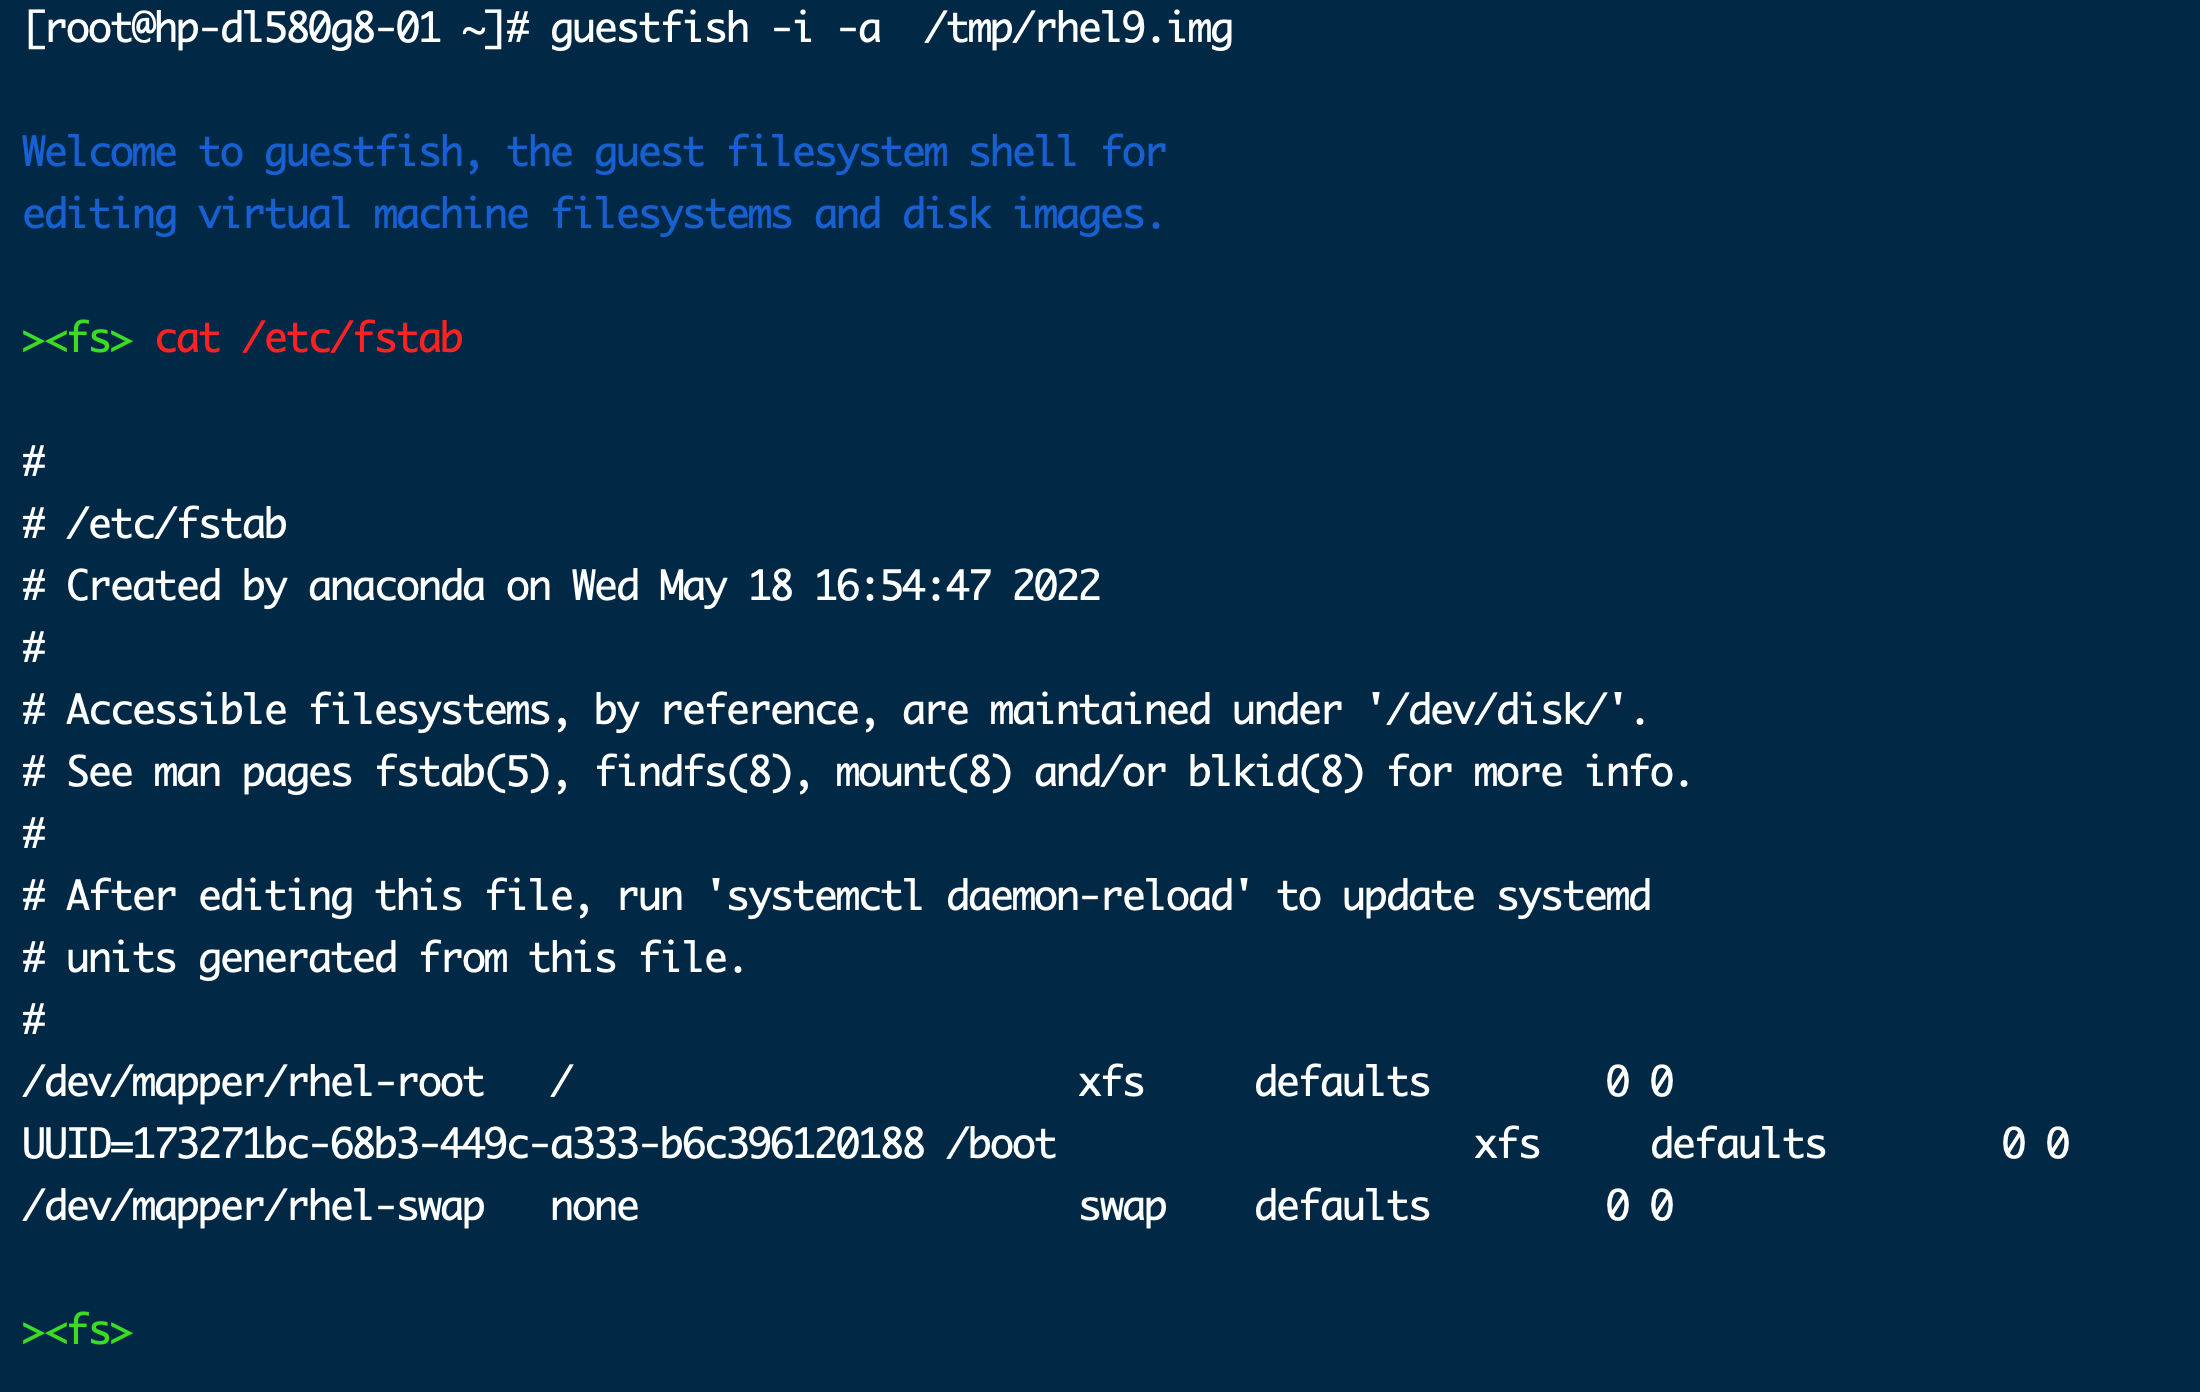 [root@hp-dl580g8-01 ~]# guestfish -i -a  /tmp/rhel9.img
Welcome to guestfish, the guest filesystem shell for
editing virtual machine filesystems and disk images.
><fs> cat /etc/fstab
#
# /etc/fstab
# Created by anaconda on Wed May 18 16:54:47 2022
#
# Accessible filesystems, by reference, are maintained under '/dev/disk/'.
# See man pages fstab(5), findfs(8), mount(8) and/or blkid(8) for more info.
#
# After editing this file, run 'systemctl daemon-reload' to update systemd
# units generated from this file.
#
/dev/mapper/rhel-root   /                       xfs     defaults        0 0
UUID=173271bc-68b3-449c-a333-b6c396120188 /boot                   xfs     defaults        0 0
/dev/mapper/rhel-swap   none                    swap    defaults        0 0
><fs>